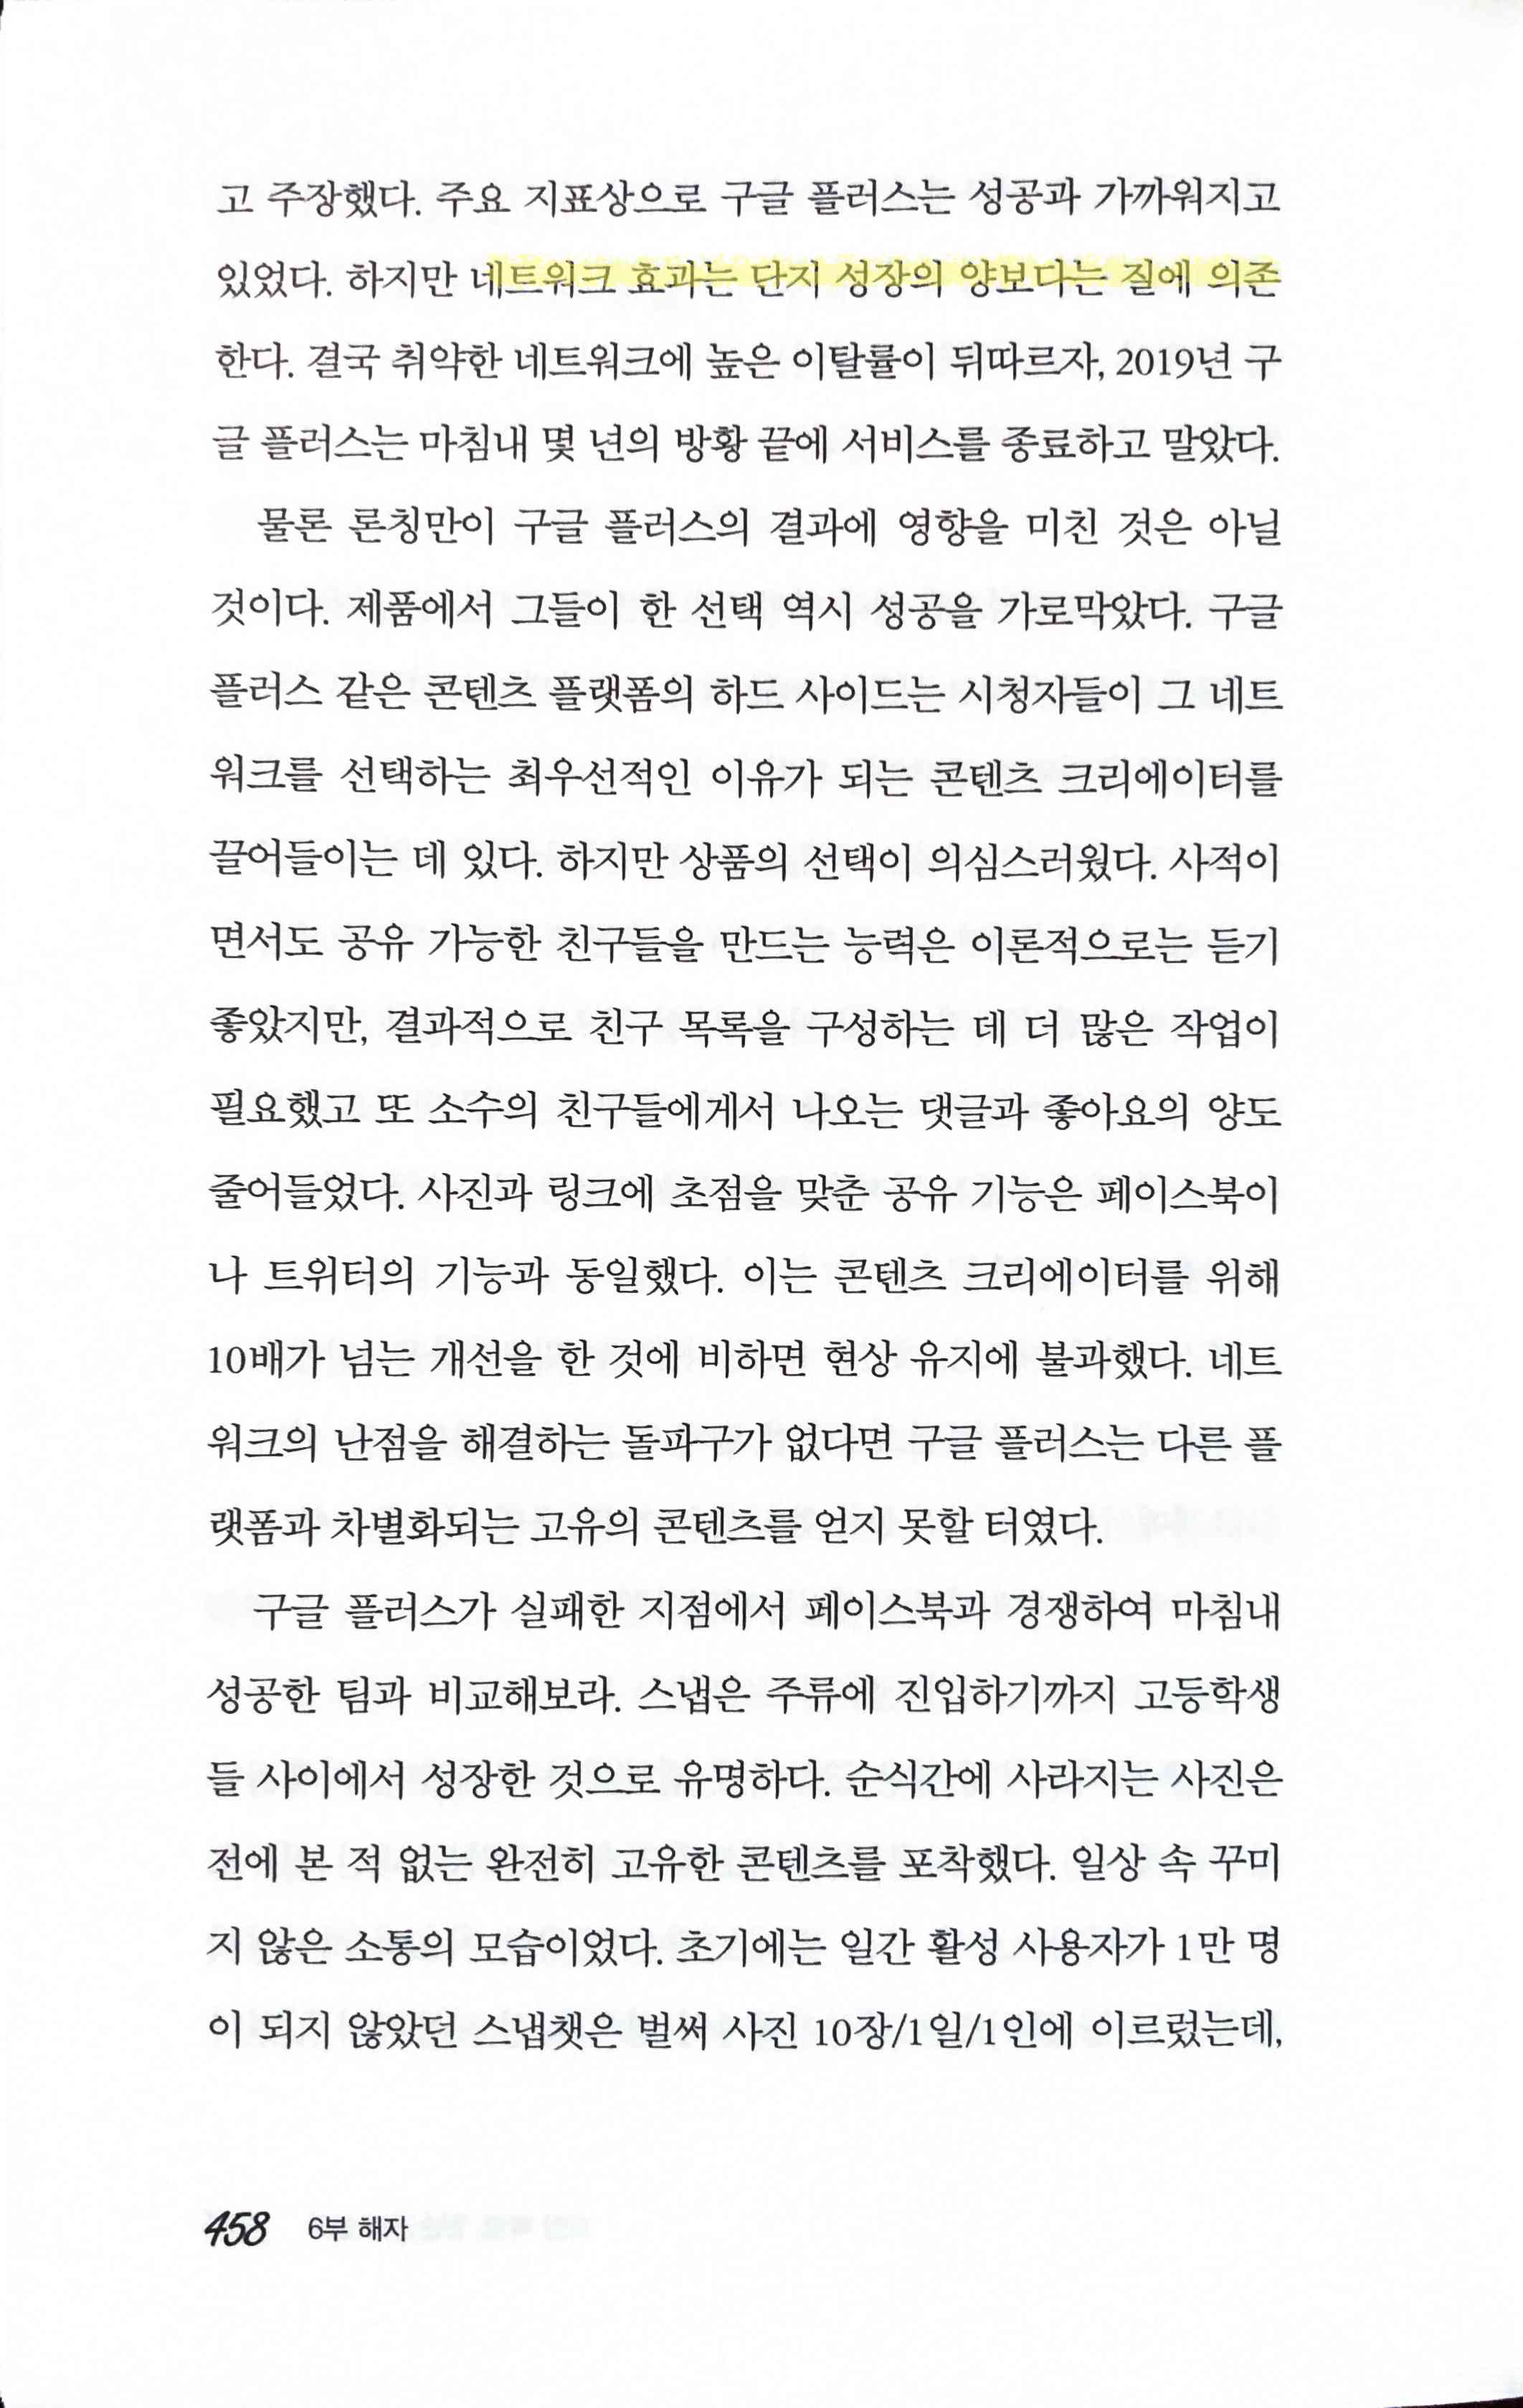 고 주장했다. 주요 지표상으로 구글 플러스는 성공과 가까워지고
있었다. 하지만 네트워크 효과는 단지 성장의 양보다는 질에 의존
한다. 결국 취약한 네트워크에 높은 이탈률이 뒤따르자, 2019년 구
글 플러스는 마침내 몇 년의 방황 끝에 서비스를 종료하고 말았다.
물론 론칭만이 구글 플러스의 결과에 영향을 미친 것은 아닐
것이다. 제품에서 그들이 한 선택 역시 성공을 가로막았다. 구글
플러스 같은 콘텐츠 플랫폼의 하드 사이드는 시청자들이 그 네트
워크를 선택하는 최우선적인 이유가 되는 콘텐츠 크리에이터를
끌어들이는 데 있다. 하지만 상품의 선택이 의심스러웠다. 사적이
면서도 공유 가능한 친구들을 만드는 능력은 이론적으로는 듣기
좋았지만, 결과적으로 친구 목록을 구성하는 데 더 많은 작업이
필요했고 또 소수의 친구들에게서 나오는 댓글과 좋아요의 양도
줄어들었다. 사진과 링크에 초점을 맞춘 공유 기능은 페이스북이
나 트위터의 기능과 동일했다. 이는 콘텐츠 크리에이터를 위해
10배가 넘는 개선을 한 것에 비하면 현상 유지에 불과했다. 네트
워크의 난점을 해결하는 돌파구가 없다면 구글 플러스는 다른 플
랫폼과 차별화되는 고유의 콘텐츠를 얻지 못할 터였다.
구글 플러스가 실패한 지점에서 페이스북과 경쟁하여 마침내
성공한 팀과 비교해보라. 스냅은 주류에 진입하기까지 고등학생
들 사이에서 성장한 것으로 유명하다. 순식간에 사라지는 사진은
전에 본 적 없는 완전히 고유한 콘텐츠를 포착했다. 일상 속 꾸미
지 않은 소통의 모습이었다. 초기에는 일간 활성 사용자가 1만 명
이 되지 않았던 스냅챗은 벌써 사진 10장/1일/1인에 이르렀는데,
458 6부 해자